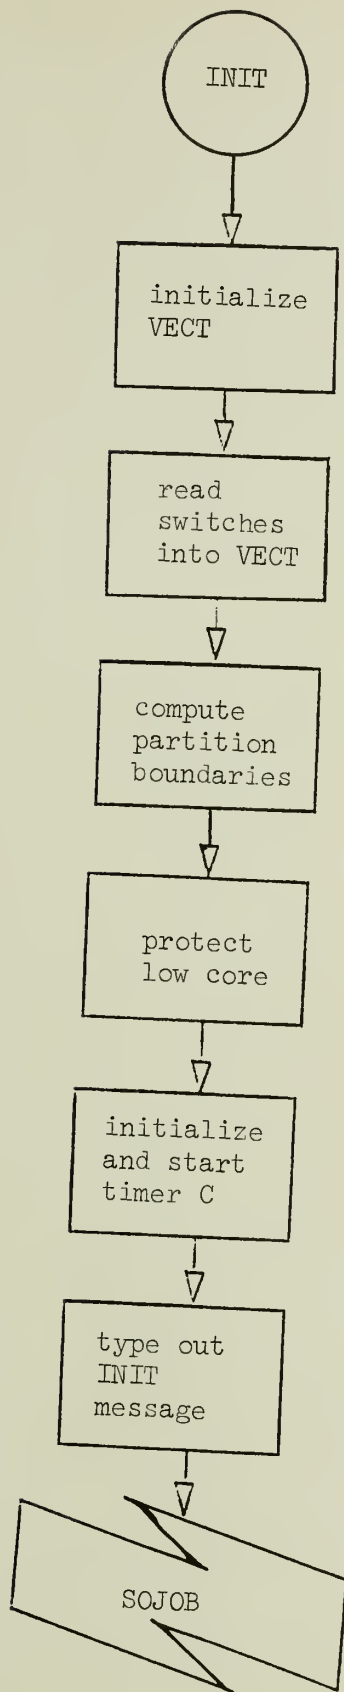 INIT
initialize
VECT
read
switches
into VECT
compute
partition
boundaries
protect
low core
initialize
and start
timer C
type out
INIT
message
SOJOB